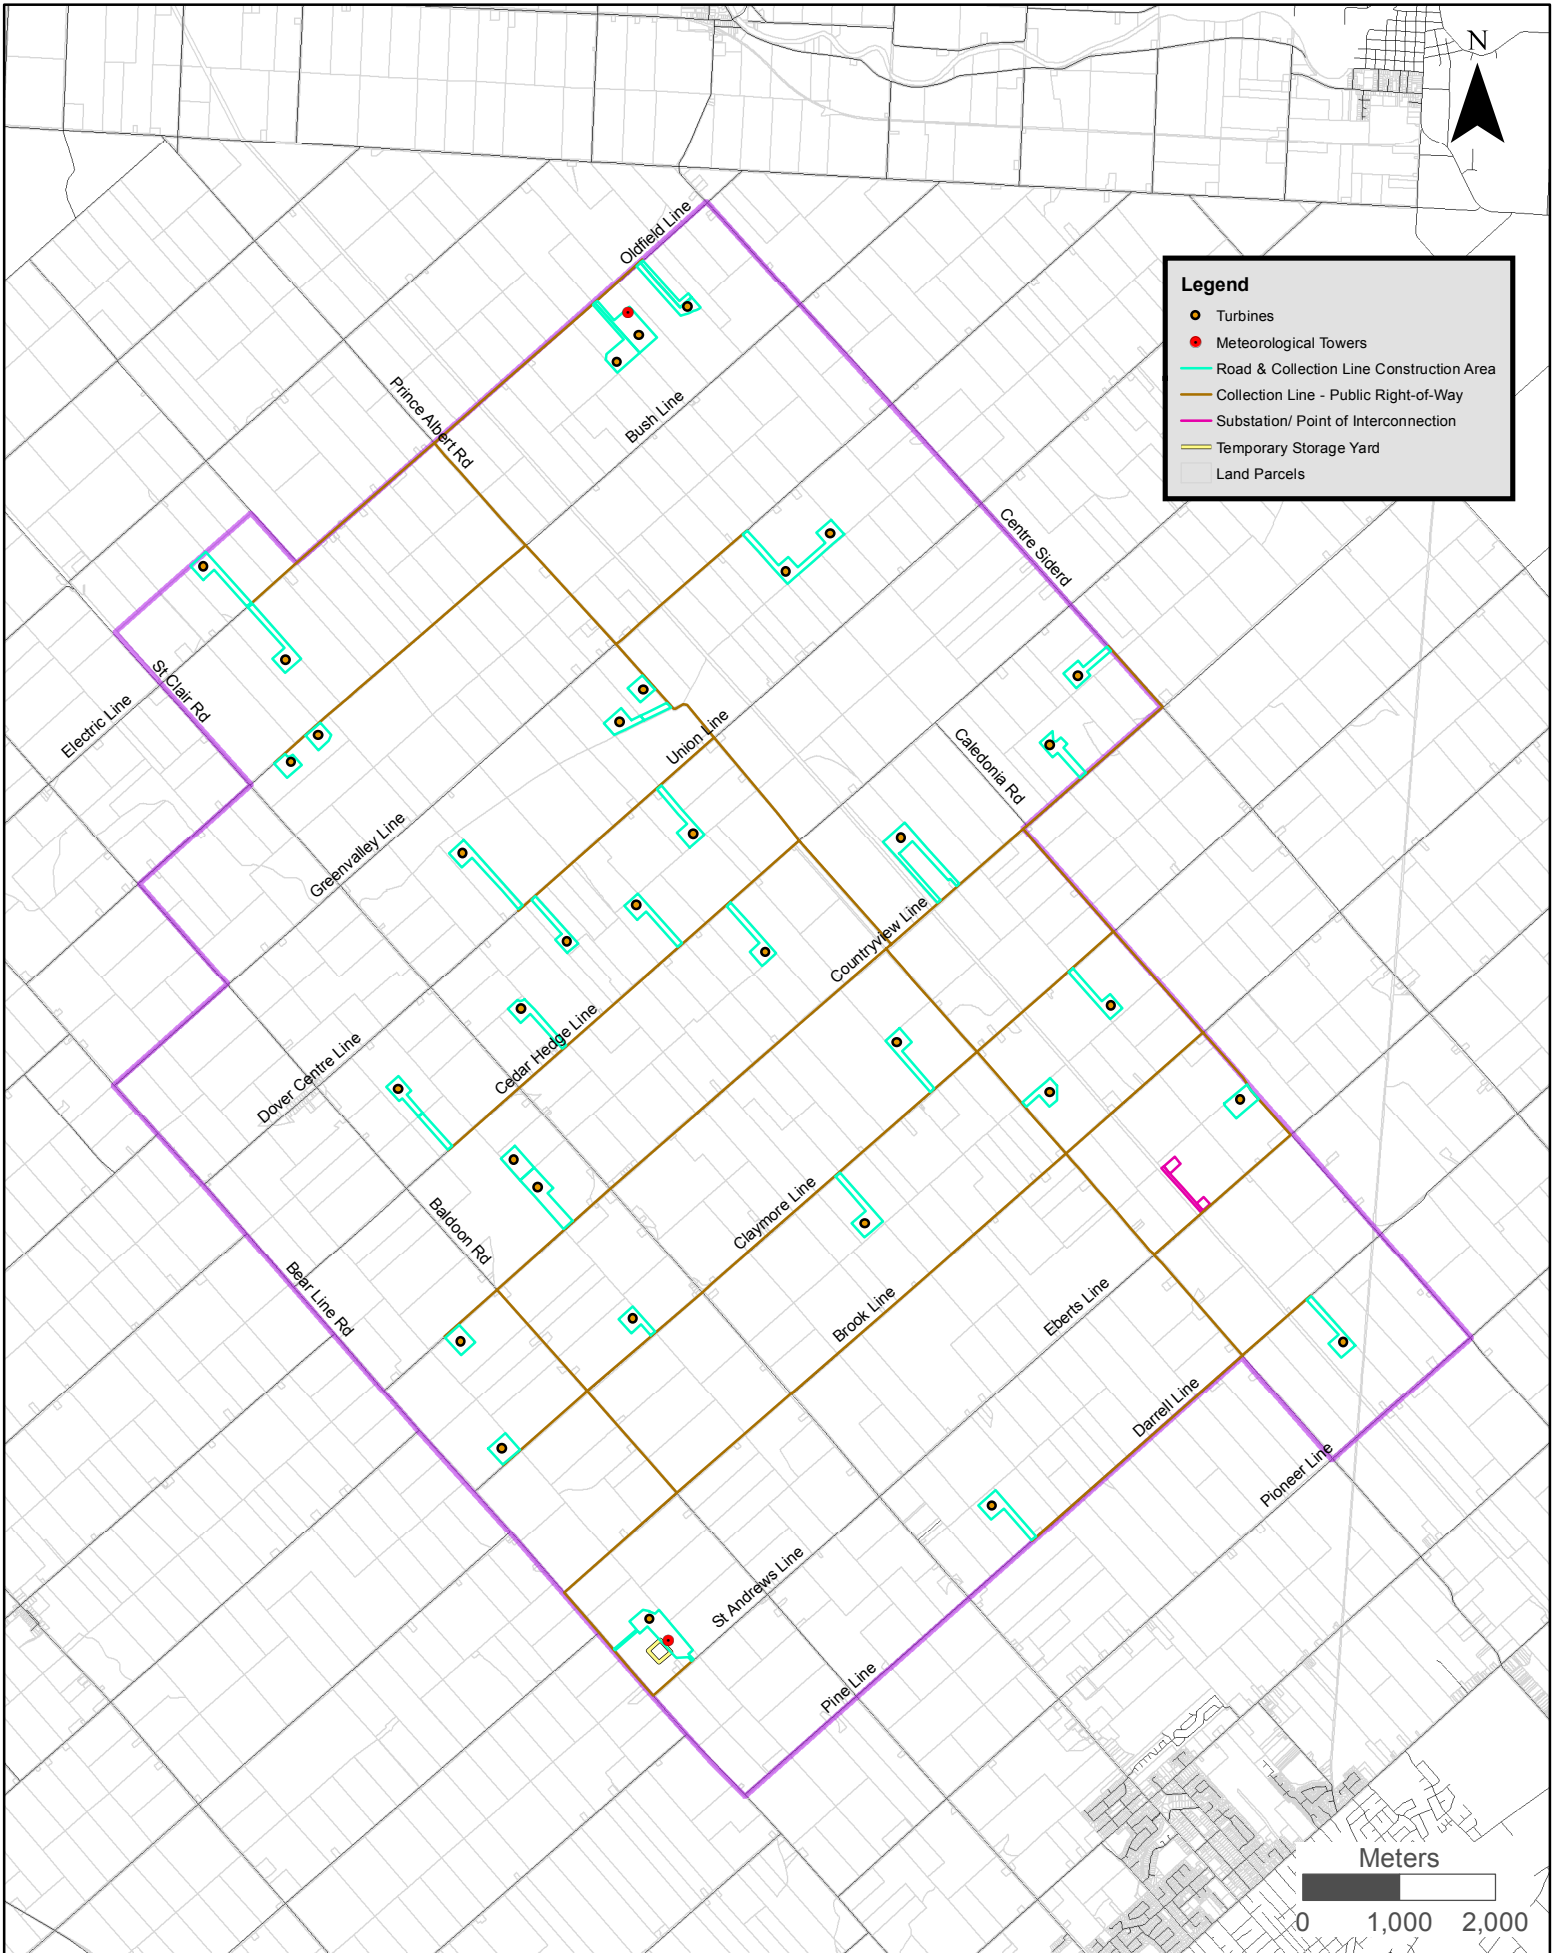 N
Oldfield Line
Legend
Turbines
Meteorological Towers
Road & Collection Line Construction Area
Collection Line - Public Right-of-Way
Substation/ Point of Interconnection
Temporary Storage Yard
Land Parcels
Prince Albert Rd
Bush Line
Centre Siderd
St Clair Rd
Electric Line
Union Line
Caledonia Rd
Greenvalley Line
Countryview Line
Cedar Hedge Line
Dover Centre Line
Claymore Line
Baldoon Rd
Bear Line Rd
Brook Line
Eberts Line
Darrell Line
Pioneer Line
St Andrews Line
Pine Line
Meters
0 1,000 2,000